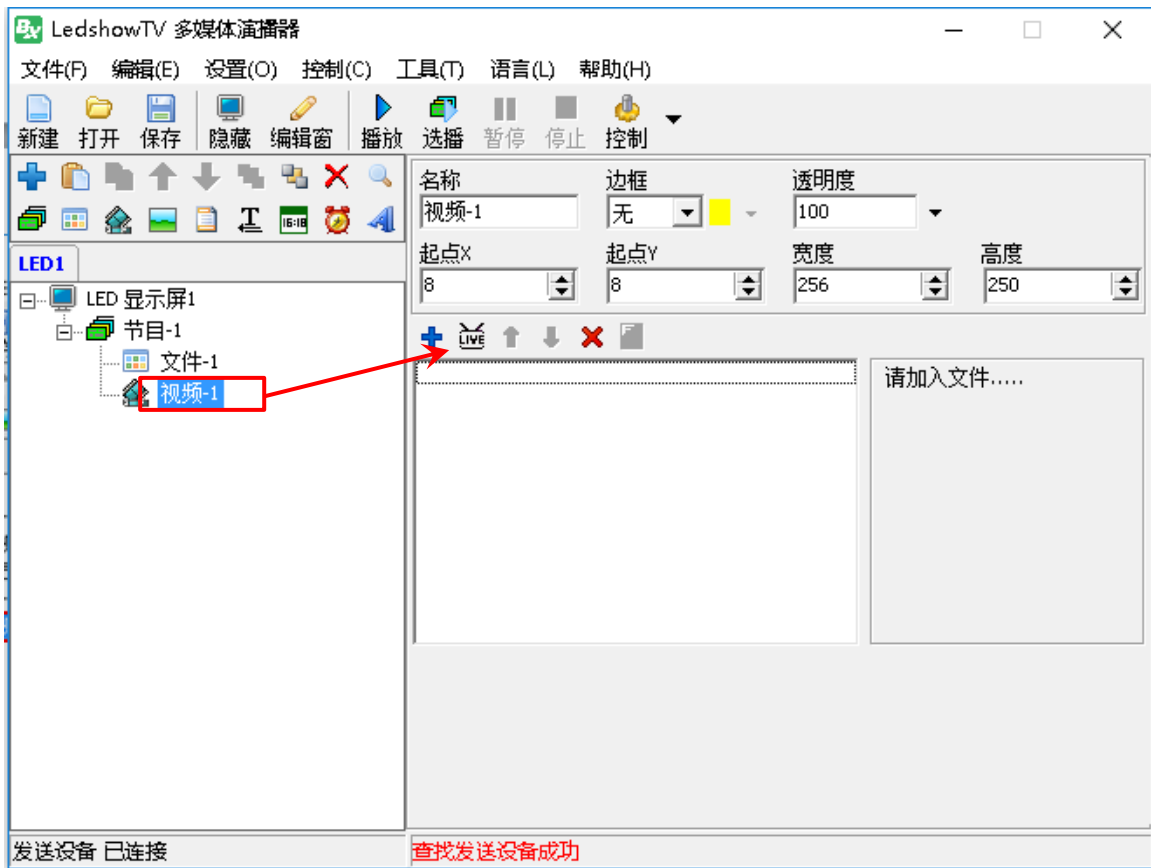 LedshowTV 多媒体演播器
文件(F) 编辑(E) 设置(O) 控制(C) 工具(T) 语言(L) 帮助(H)
新建 打开 保存 隐藏 编辑窗 播放 选播 暂停 停止 控制
16:18
LED1
LED 显示屏1
节目-1
文件-1
视频-1
名称 边框 透明度
视频-1 无 100
起点X 起点Y 宽度 高度
8 8 256 250
LIVE
请加入文件.....
发送设备 已连接
查找发送设备成功